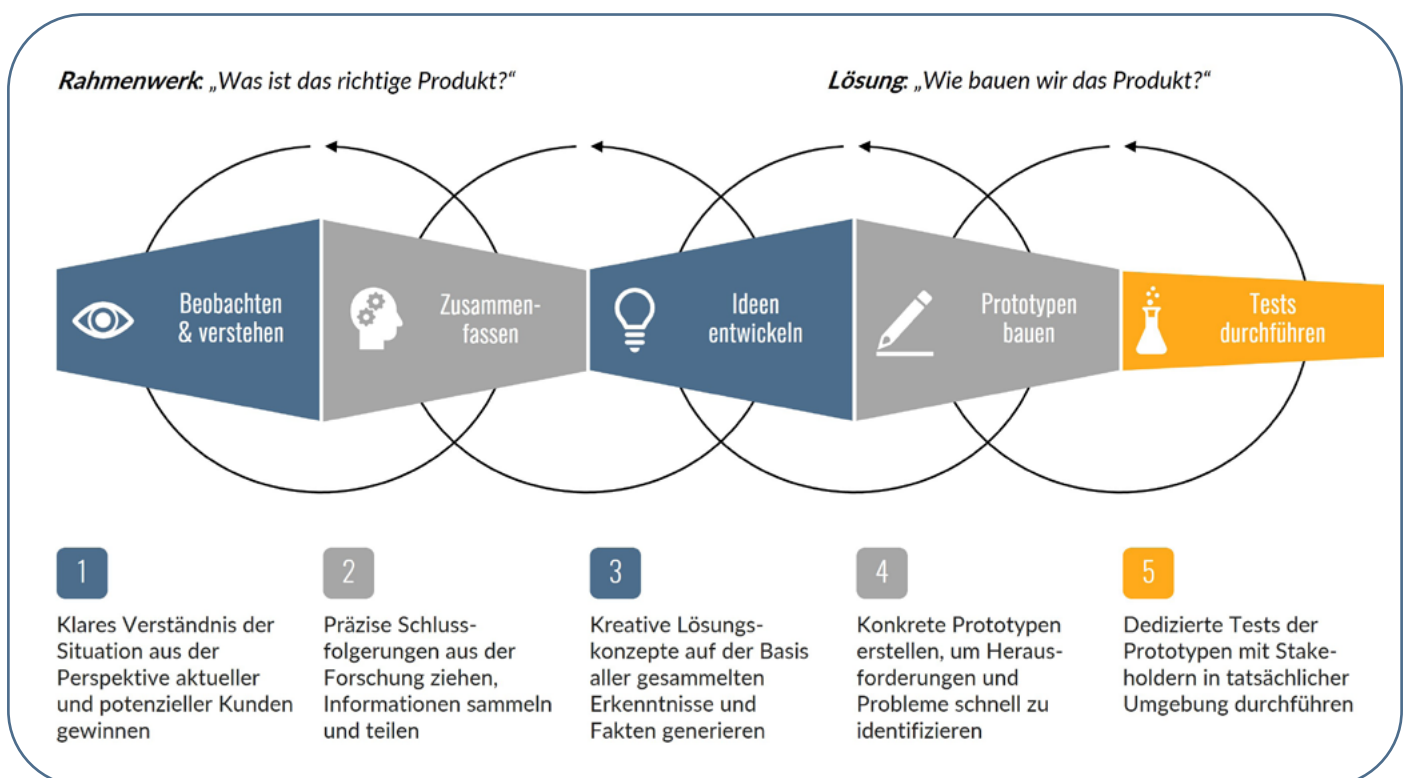 Rahmenwerk: „Was ist das richtige Produkt?“
Lösung: „Wie bauen wir das Produkt?“
Beobachten
& verstehen
Zusammen-
fassen
Ideen
entwickeln
Prototypen
bauen
Tests
durchführen
1
Klares Verständnis der
Situation aus der
Perspektive aktueller
und potenzieller Kunden
gewinnen
2
Präzise Schluss-
folgerungen aus der
Forschung ziehen,
Informationen sammeln
und teilen
3
Kreative Lösungs-
konzepte auf der Basis
aller gesammelten
Erkenntnisse und
Fakten generieren
4
Konkrete Prototypen
erstellen, um Heraus-
forderungen und
Probleme schnell zu
identifizieren
5
Dedizierte Tests der
Prototypen mit Stake-
holdern in tatsächlicher
Umgebung durchführen